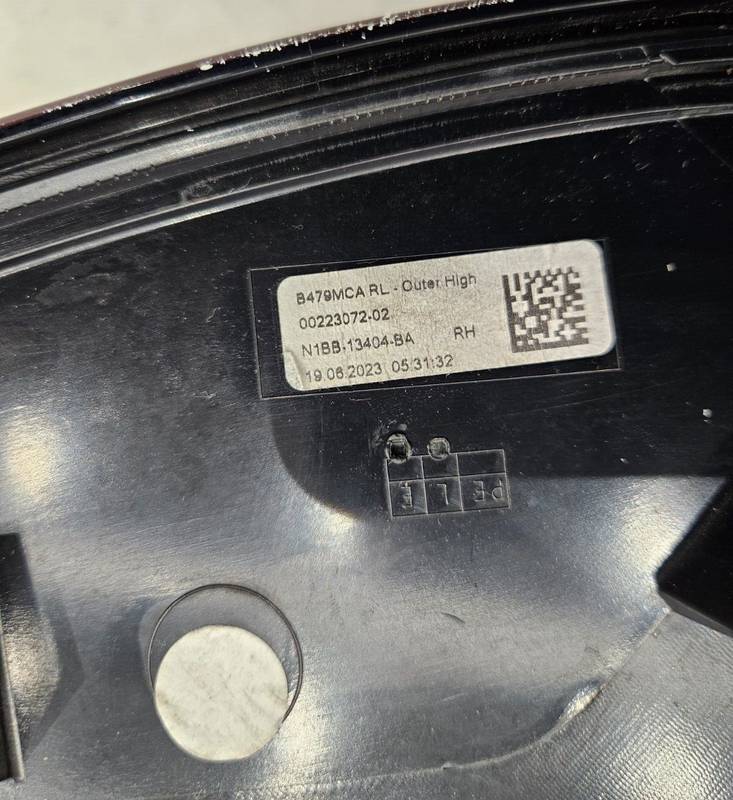 B479MCA RL - Outer High
00223072-02
N1BB-13404-BA RH
19.06.2023 05:31:32
E L PE